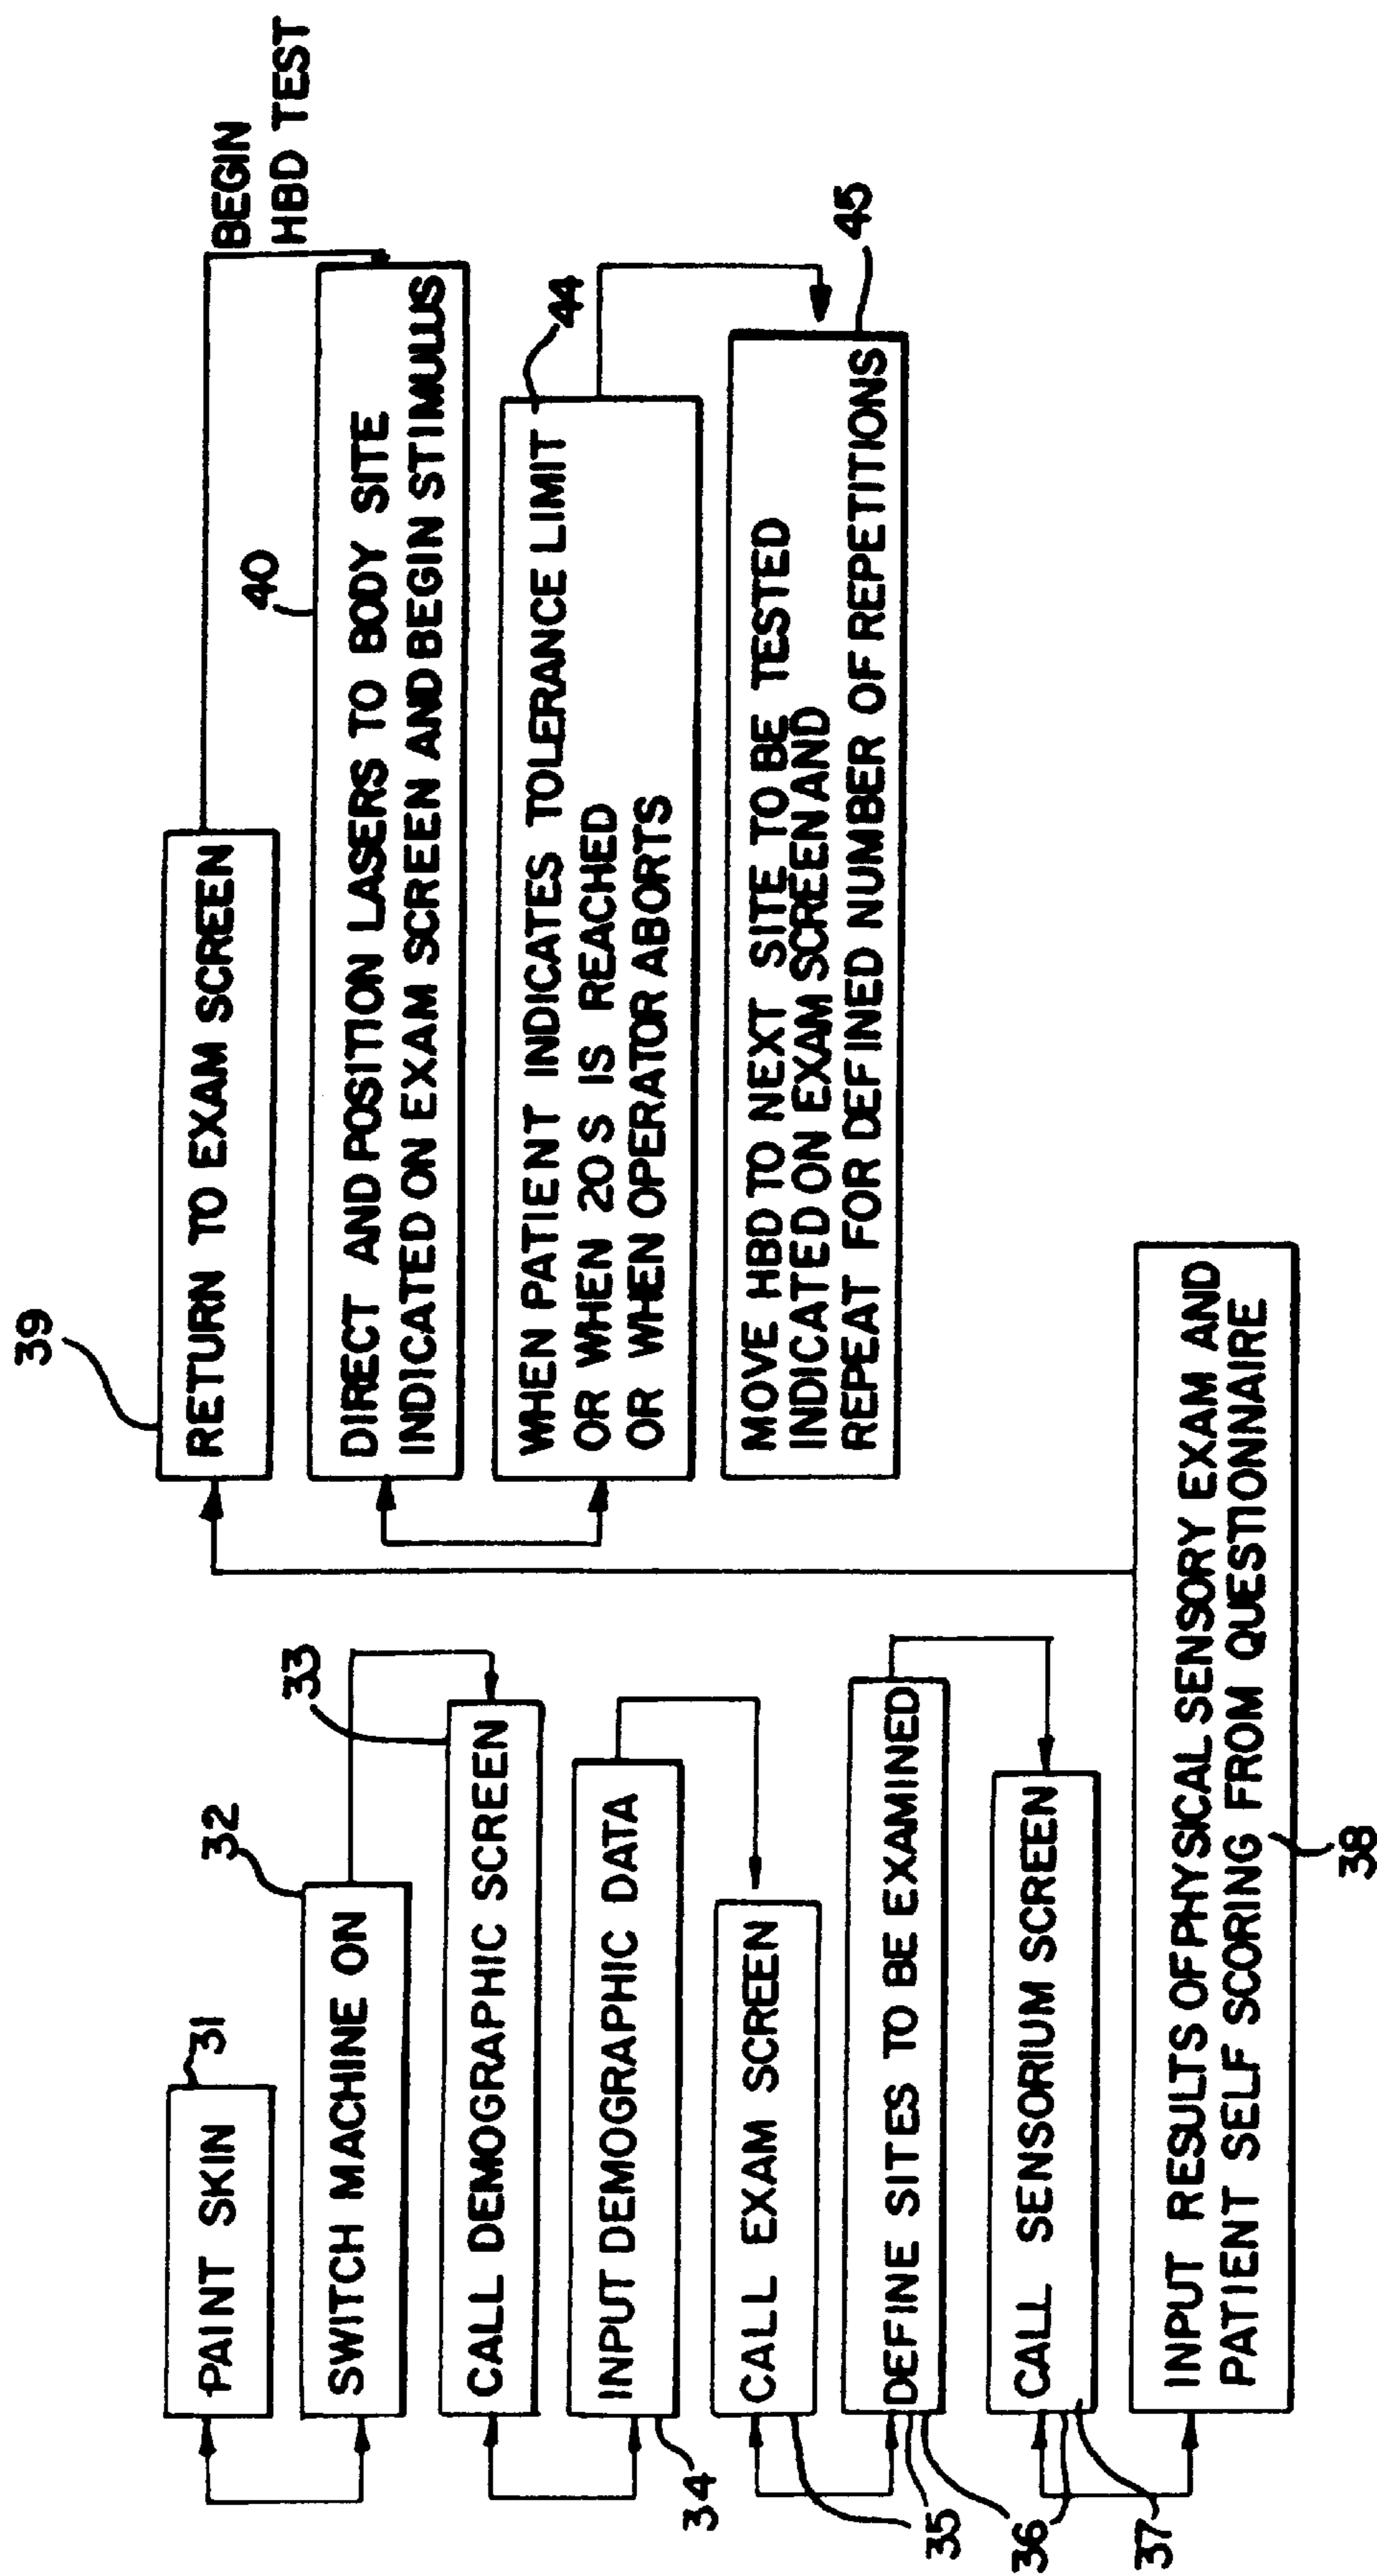 31
PAINT SKIN
32
SWITCH MACHINE ON
33
CALL DEMOGRAPHIC SCREEN
INPUT DEMOGRAPHIC DATA
34
CALL EXAM SCREEN
35
DEFINE SITES TO BE EXAMINED
36
CALL SENSORIUM SCREEN
37
INPUT RESULTS OF PHYSICAL SENSORY EXAM AND
PATIENT SELF SCORING FROM QUESTIONNAIRE
38
39
RETURN TO EXAM SCREEN
BEGIN
HBD TEST
40
DIRECT AND POSITION LASERS TO BODY SITE
INDICATED ON EXAM SCREEN AND BEGIN STIMULUS
44
WHEN PATIENT INDICATES TOLERANCE LIMIT
OR WHEN 20 S IS REACHED
OR WHEN OPERATOR ABORTS
45
MOVE HBD TO NEXT SITE TO BE TESTED
INDICATED ON EXAM SCREEN AND
REPEAT FOR DEFINED NUMBER OF REPETITIONS